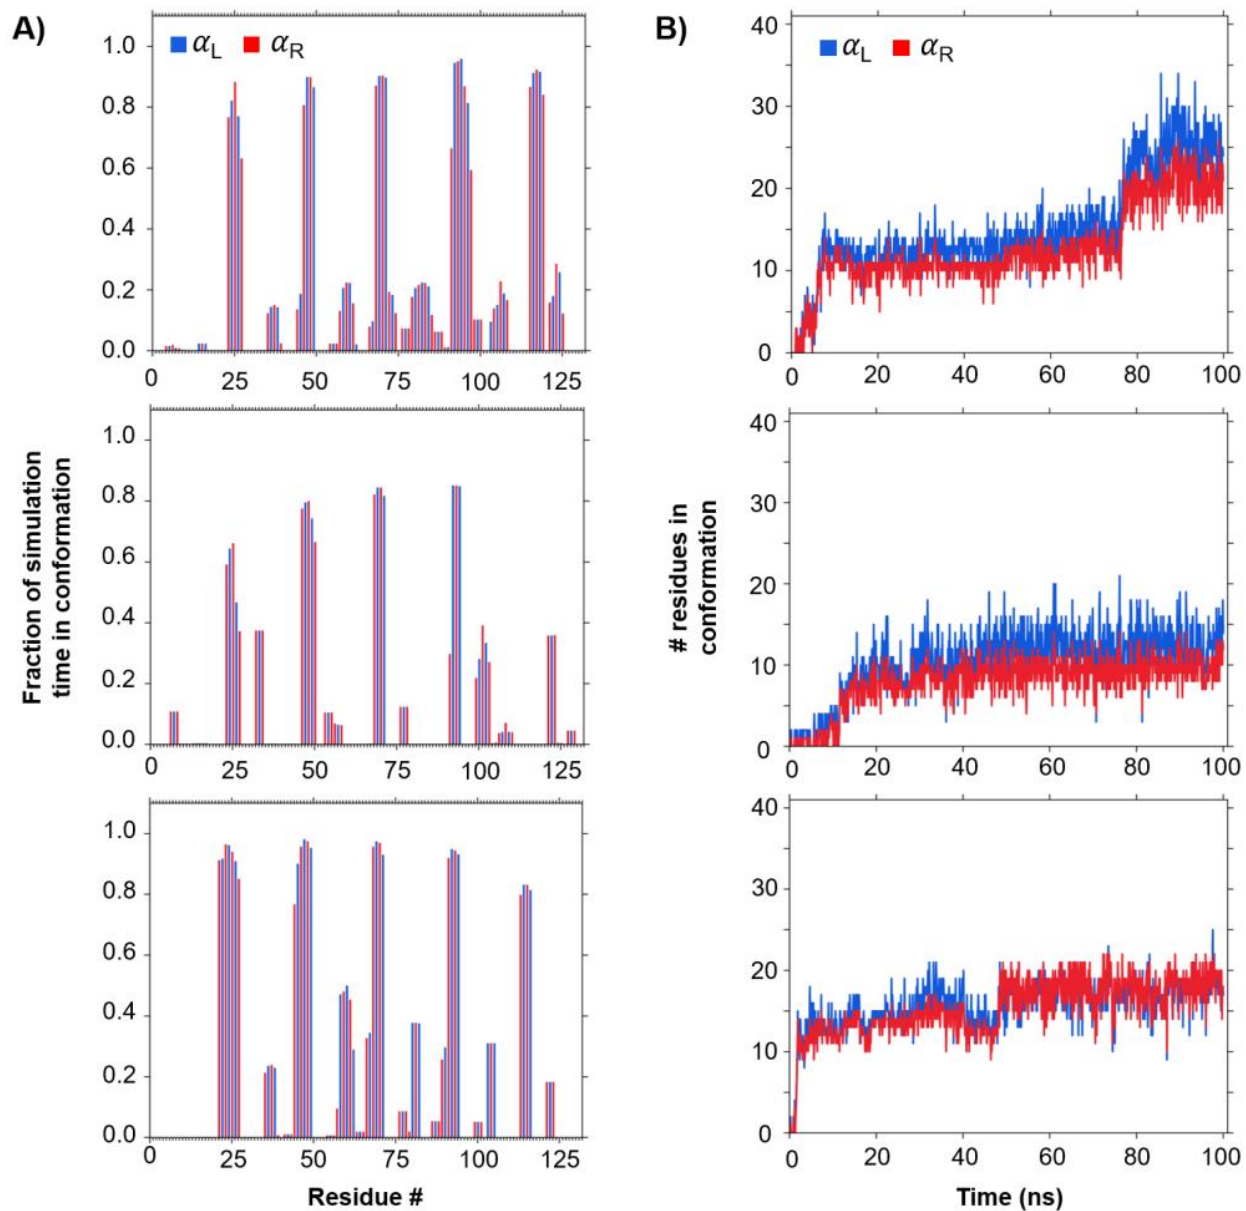 A)
αL αR
1.0
0.8
0.6
0.4
0.2
0.0
0 25 50 75 100 125
1.0
0.8
0.6
0.4
0.2
0.0
0 25 50 75 100 125
1.0
0.8
0.6
0.4
0.2
0.0
0 25 50 75 100 125
Fraction of simulation
time in conformation
Residue #
B)
αL αR
40
30
20
10
0
0 20 40 60 80 100
40
30
20
10
0
0 20 40 60 80 100
40
30
20
10
0
0 20 40 60 80 100
# residues in
conformation
Time (ns)